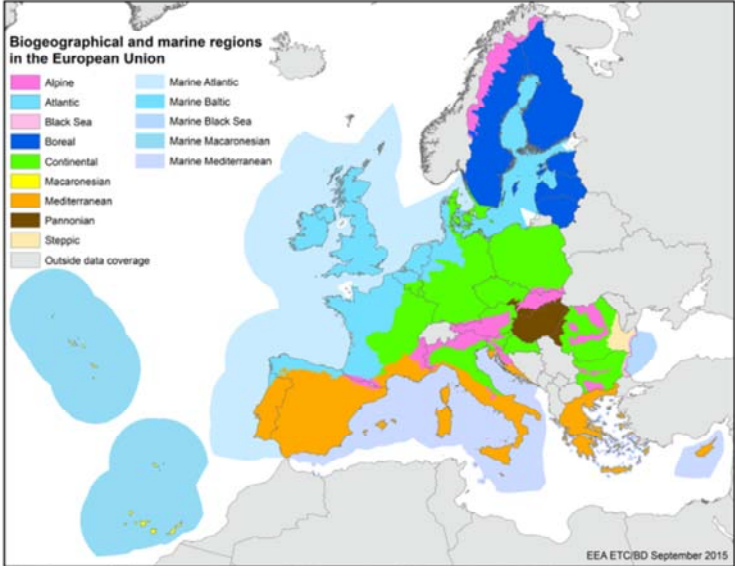 Biogeographical and marine regions
in the European Union
Alpine
Atlantic
Black Sea
Boreal
Continental
Macaronesian
Mediterranean
Pannonian
Steppic
Outside data coverage
Marine Atlantic
Marine Baltic
Marine Black Sea
Marine Macaronesian
Marine Mediterranean
EEA ETC/BD September 2015